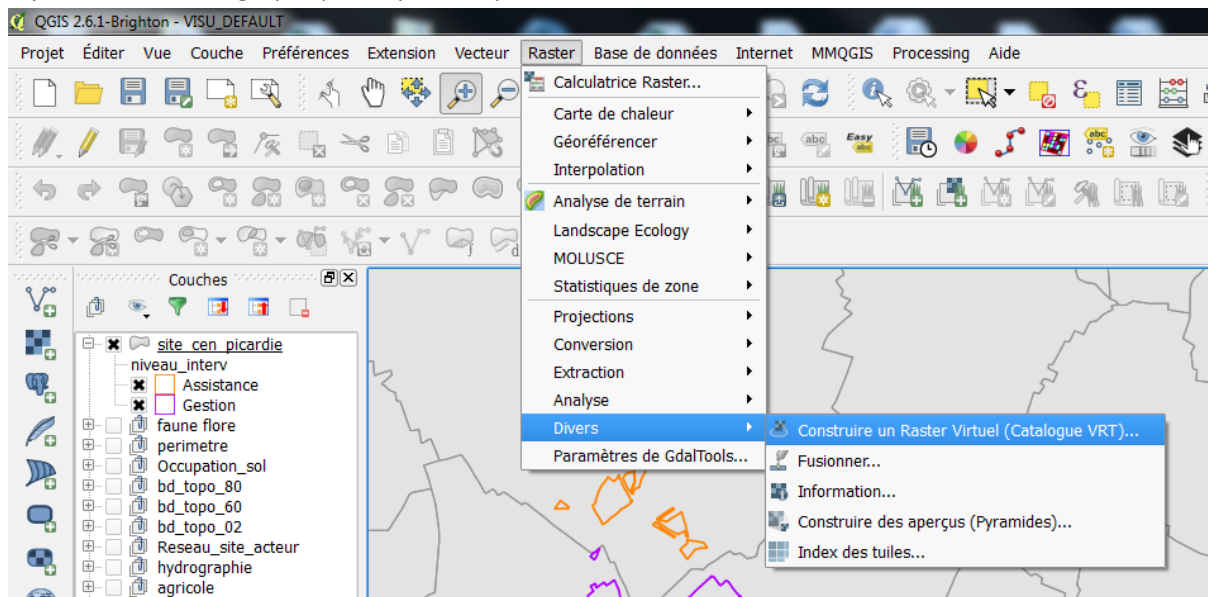 QGIS 2.6.1-Brighton - VISU_DEFAULT
Projet Éditer Vue Couche Préférences Extension Vecteur Raster Base de données Internet MMQGIS Processing Aide
Calculatrice Raster...
Carte de chaleur
Géoréférencer
Interpolation
Analyse de terrain
Landscape Ecology
MOLUSCE
Statistiques de zone
Projections
Conversion
Extraction
Analyse
Divers
Paramètres de GdalTools...
Construire un Raster Virtuel (Catalogue VRT)...
Fusionner...
Information...
Construire des aperçus (Pyramides)...
Index des tuiles...
Couches
site_cen_picardie
niveau_interv
Assistance
Gestion
faune flore
perimetre
Occupation_sol
bd_topo_80
bd_topo_60
bd_topo_02
Reseau_site_acteur
hydrographie
agricole
abc
abc
Easy
abc
abc